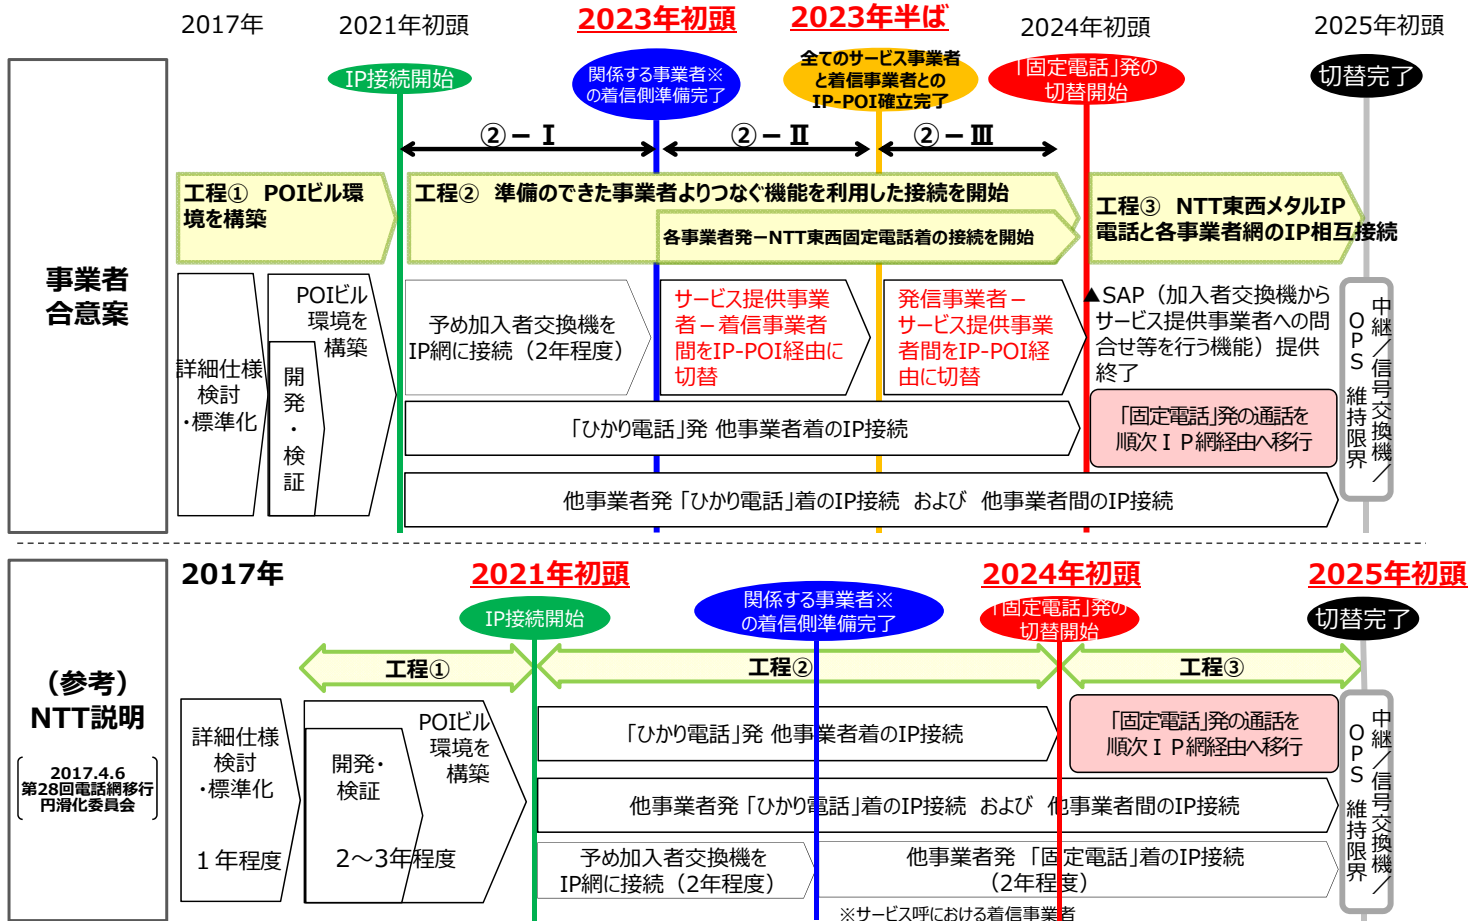 2017年
2021年初頭
2023年初頭
2023年半ば
2024年初頭
2025年初頭
IP接続開始
関係する事業者※
の着信側準備完了
全てのサービス事業者
と着信事業者との
IP-POI確立完了
「固定電話」発の
切替開始
切替完了
②－Ⅰ
②－Ⅱ
②－Ⅲ
事業者
合意案
工程①　POIビル環
境を構築
工程②　準備のできた事業者よりつなぐ機能を利用した接続を開始
各事業者発－NTT東西固定電話着の接続を開始
工程③　NTT東西メタルIP
電話と各事業者網のIP相互接続
詳細仕様
検討
・標準化
POIビル
環境を
構築
開発・検証
予め加入者交換機を
IP網に接続（2年程度）
サービス提供事業
者－着信事業者
間をIP-POI経由に
切替
発信事業者－
サービス提供事業
者間をIP-POI経
由に切替
▲SAP（加入者交換機から
サービス提供事業者への問
合せ等を行う機能）提供
終了
「ひかり電話」発 他事業者着のIP接続
「固定電話」発の通話を
順次ＩＰ網経由へ移行
他事業者発「ひかり電話」着のIP接続 および 他事業者間のIP接続
中継／信号交換機／
OPS 維持限界
（参考）
NTT説明
2017.4.6
第28回電話網移行
円滑化委員会
2017年
2021年初頭
2024年初頭
2025年初頭
IP接続開始
関係する事業者※
の着信側準備完了
「固定電話」発の
切替開始
切替完了
工程①
工程②
工程③
詳細仕様
検討
・標準化
１年程度
POIビル
環境を
構築
開発・
検証
2～3年程度
「ひかり電話」発 他事業者着のIP接続
「固定電話」発の通話を
順次ＩＰ網経由へ移行
他事業者発「ひかり電話」着のIP接続 および 他事業者間のIP接続
予め加入者交換機を
IP網に接続（2年程度）
他事業者発 「固定電話」着のIP接続
（2年程度）
中継／信号交換機／
OPS 維持限界
※サービス呼における着信事業者